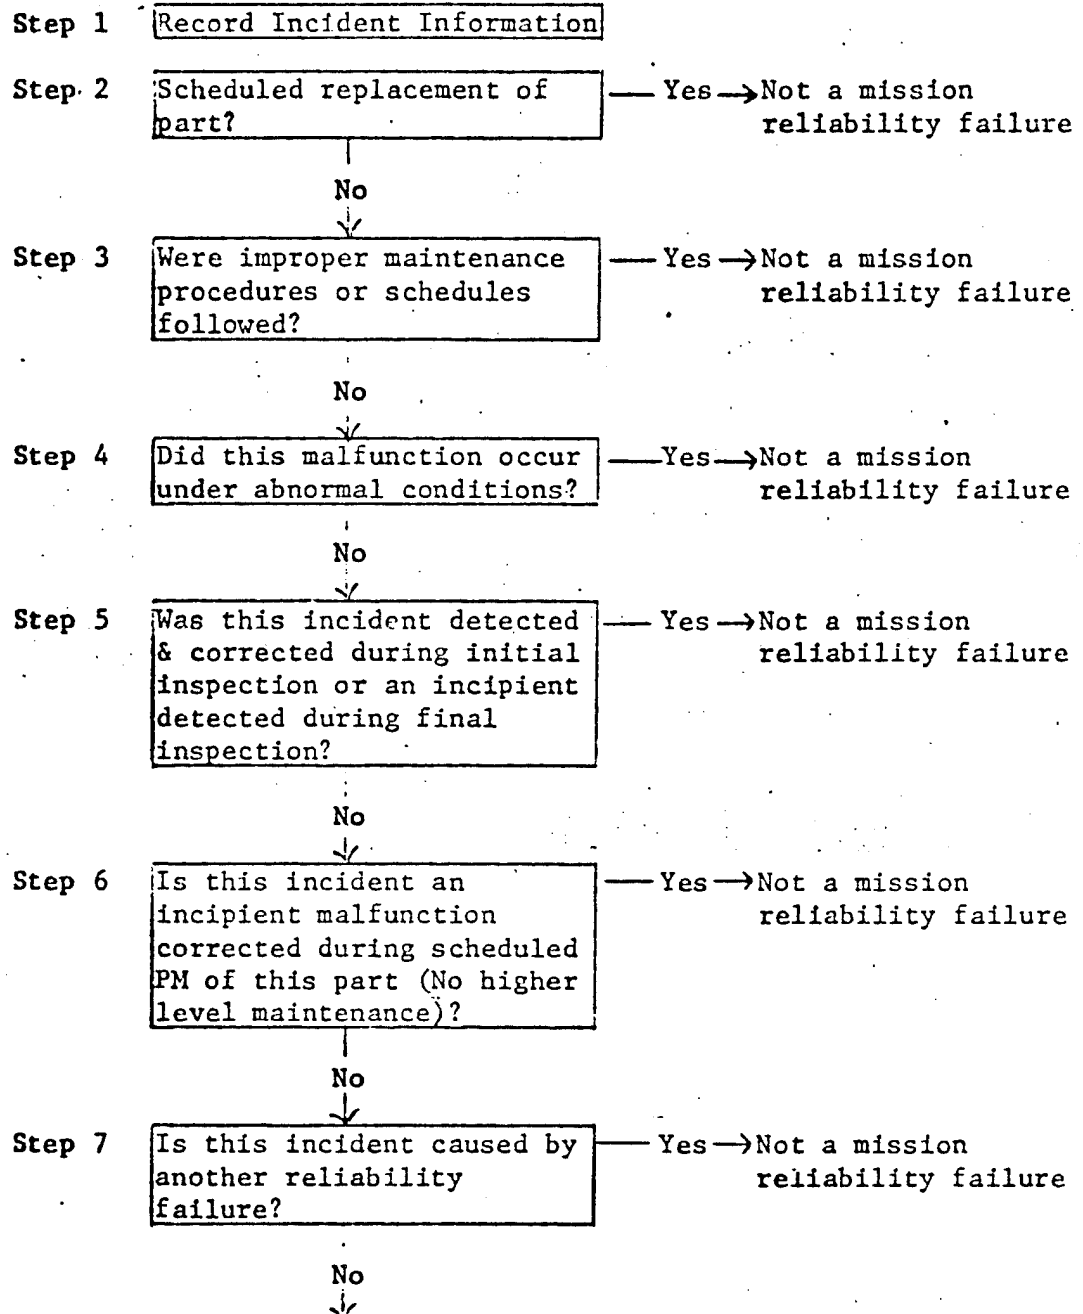 Step 1 Record Incident Information
Step 2 Scheduled replacement of — Yes → Not a mission
part? reliability failure
No
Step 3 Were improper maintenance — Yes → Not a mission
procedures or schedules reliability failure
followed?
No
Step 4 Did this malfunction occur — Yes → Not a mission
under abnormal conditions? reliability failure
No
Step 5 Was this incident detected — Yes → Not a mission
& corrected during initial reliability failure
inspection or an incipient
detected during final
inspection?
No
Step 6 Is this incident an — Yes → Not a mission
incipient malfunction reliability failure
corrected during scheduled
PM of this part (No higher
level maintenance)?
No
Step 7 Is this incident caused by — Yes → Not a mission
another reliability reliability failure
failure?
No